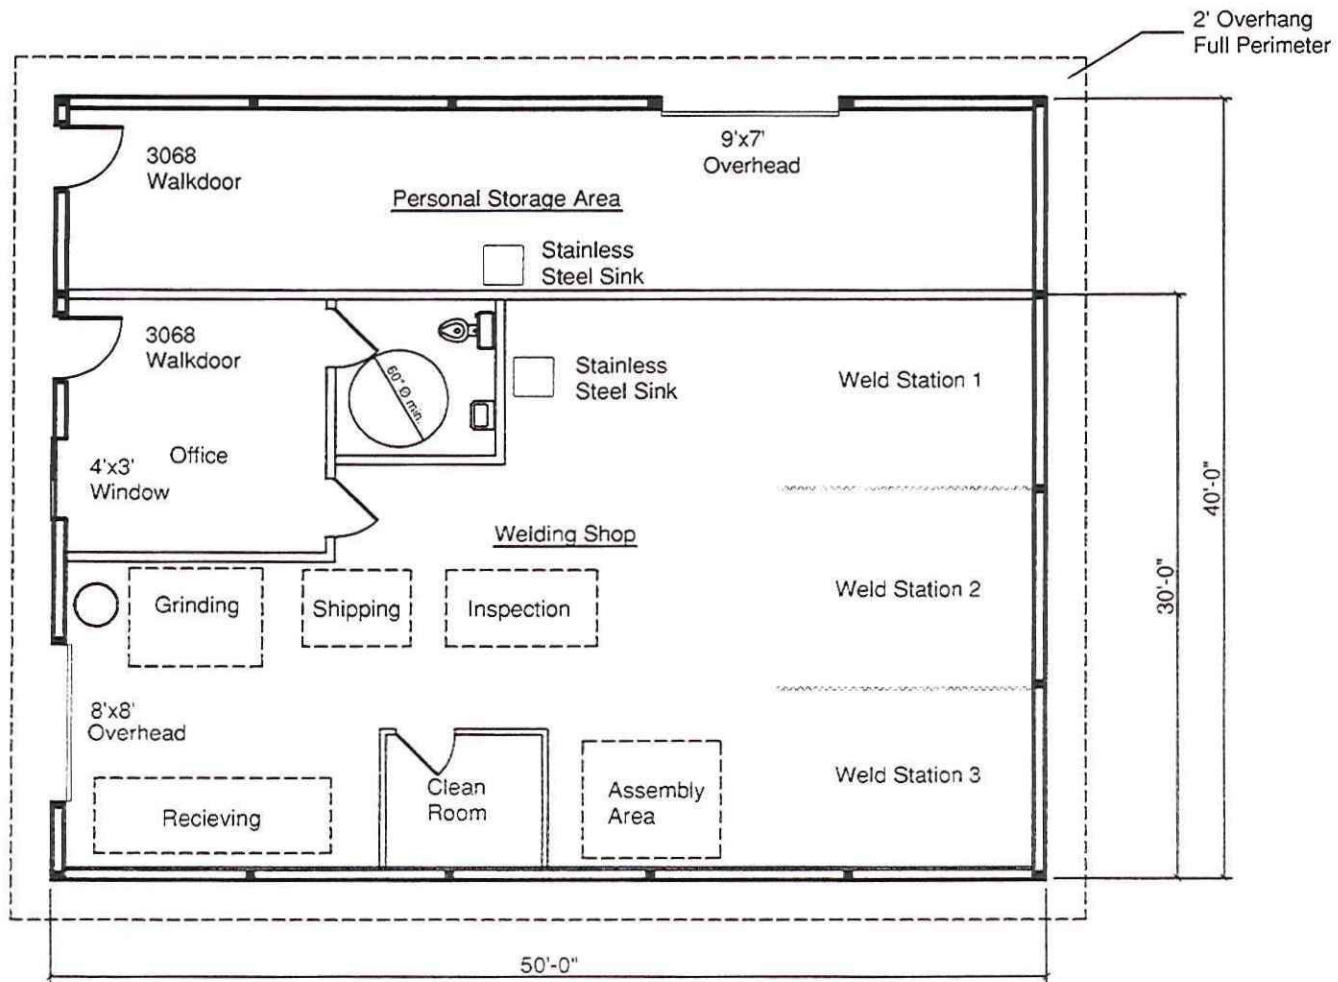 2' Overhang
Full Perimeter
3068
Walkdoor
9'x7'
Overhead
Personal Storage Area
Stainless
Steel Sink
3068
Walkdoor
60" Ø min.
Stainless
Steel Sink
Weld Station 1
Office
4'x3'
Window
40'-0"
Welding Shop
30'-0"
Grinding
Shipping
Inspection
Weld Station 2
8'x8'
Overhead
Clean
Room
Assembly
Area
Weld Station 3
Recieving
50'-0"